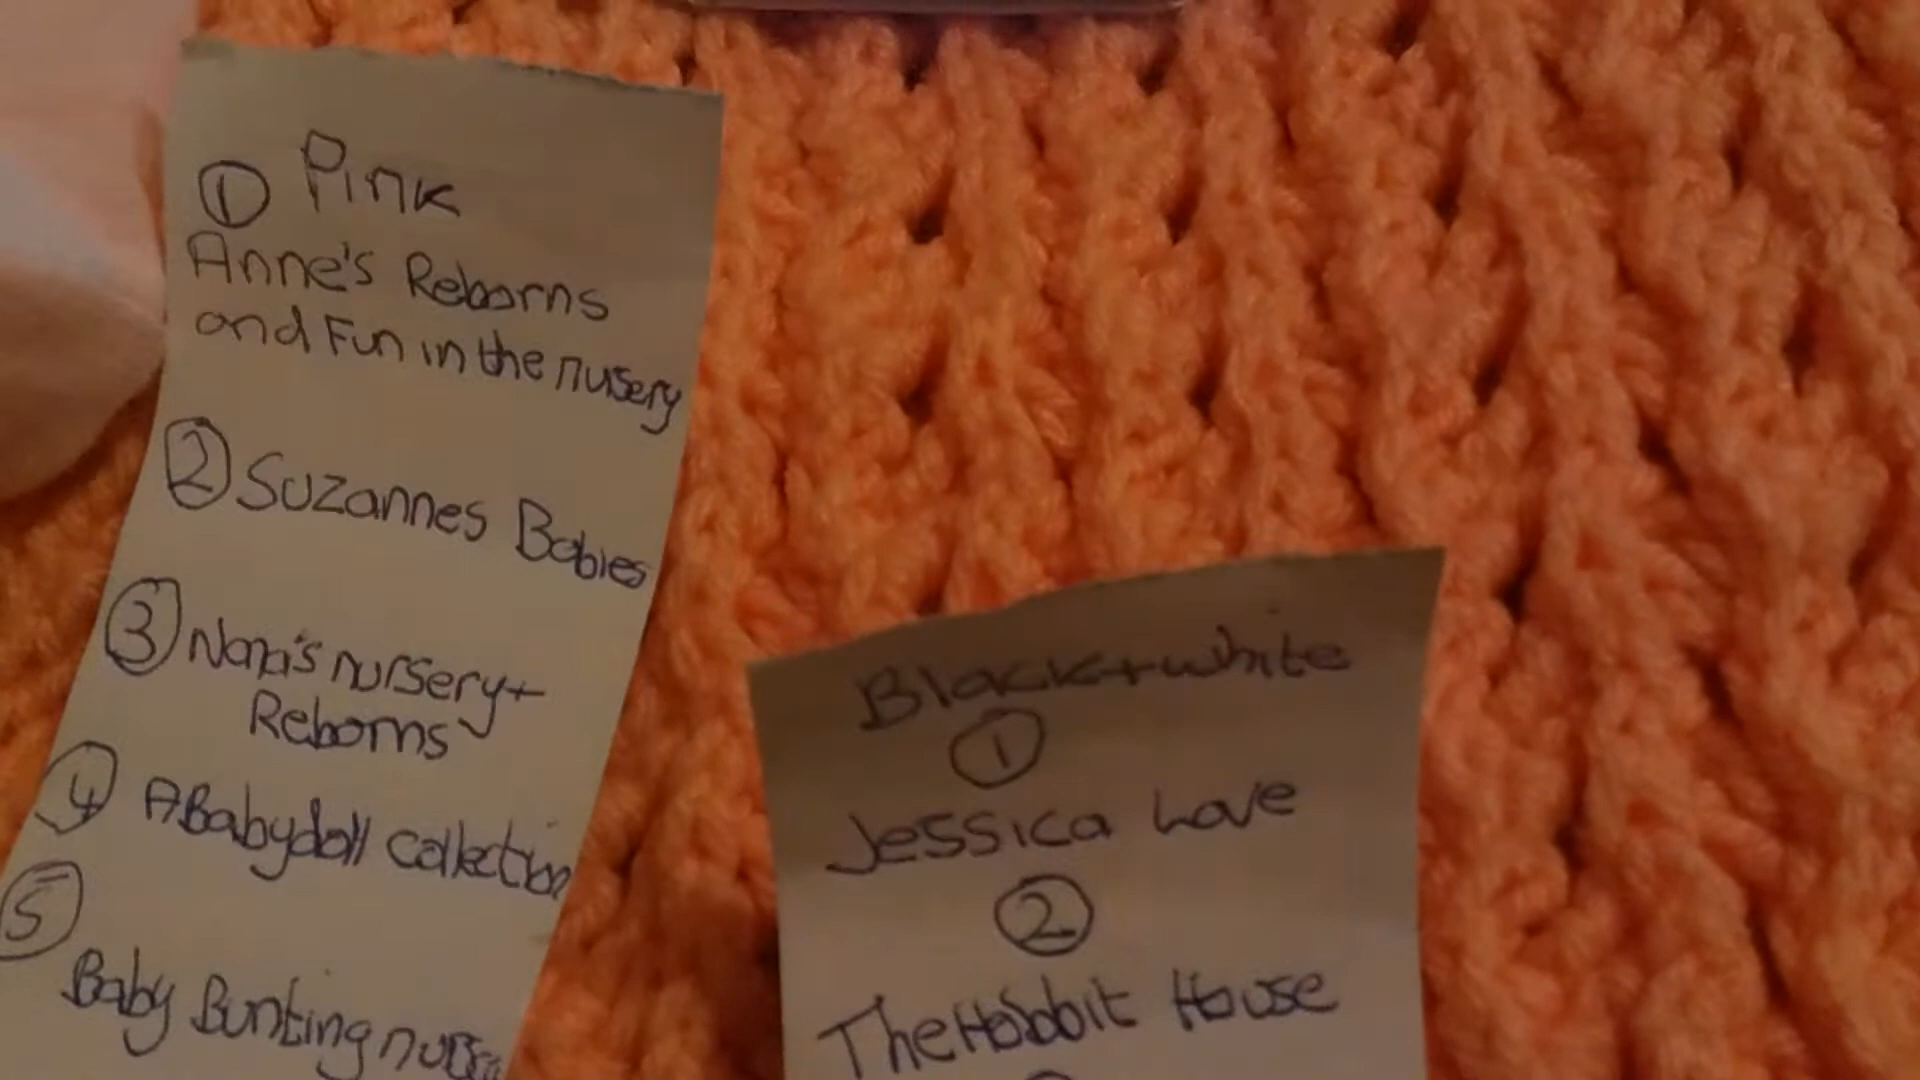 ① Pink
Anne's Reborns
and Fun in the nursery
② Suzannes Babies
③ Nana's nursery +
Reborns
④ A Babydoll collection
⑤
Baby Bunting
Black + white
①
Jessica Love
②
The Hobbit House